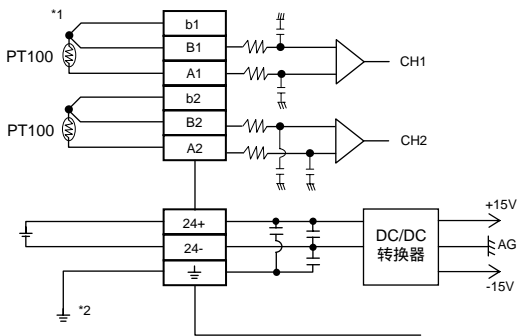 *1
b1
PT100
B1
CH1
A1
b2
PT100
B2
CH2
A2
24+
+15V
24-
DC/DC
转换器
AG
-15V
*2